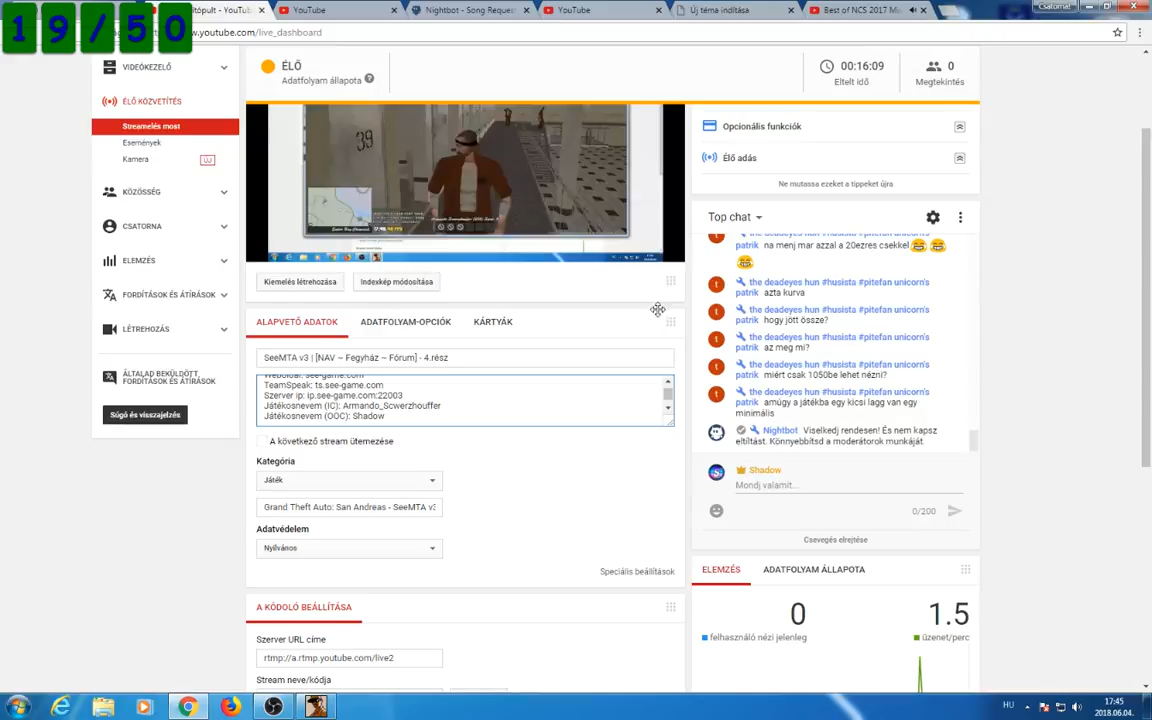 19/50
tópult - YouTu
YouTube
Nightbot - Song Reques
YouTube
Új téma indítása
Best of NCS 2017 Mi
Csatornat
w.youtube.com/live_dashboard
VIDEÓKEZELŐ
ÉLŐ KÖZVETÍTÉS
Streamelés most
Események
Kamera
ÚJ
KÖZÖSSÉG
CSATORNA
ELEMZÉS
FORDÍTÁSOK ÉS ÁTÍRÁSOK
LÉTREHOZÁS
ÁLTALAD BEKÜLDÖTT
FORDÍTÁSOK ÉS ÁTÍRÁSOK
Súgó és visszajelzés
ÉLŐ
Adatfolyam állapota
00:16:09
Eltelt idő
0
Megtekintés
39
Kiemelés létrehozása
Indexkép módosítása
ALAPVETŐ ADATOK
ADATFOLYAM-OPCIÓK
KÁRTYÁK
SeeMTA v3 | [NAV ~ Fegyház ~ Fórum] - 4.rész
Weboldal: see-game.com
TeamSpeak: ts.see-game.com
Szerver ip: ip.see-game.com:22003
Játékosnevem (IC): Armando_Scwerzhouffer
Játékosnevem (OOC): Shadow
A következő stream ütemezése
Kategória
Játék
Grand Theft Auto: San Andreas - SeeMTA v3
Adatvédelem
Nyilvános
Speciális beállítások
A KÓDOLÓ BEÁLLÍTÁSA
Szerver URL címe
rtmp://a.rtmp.youtube.com/live2
Stream neve/kódja
Opcionális funkciók
Élő adás
Ne mutassa ezeket a tippeket újra
Top chat
the deadeyes hun #husista #pitefan unicorn's
patrik na menj mar azzal a 20ezres csekkel
the deadeyes hun #husista #pitefan unicorn's
patrik azta kurva
the deadeyes hun #husista #pitefan unicorn's
patrik hogy jött össze?
the deadeyes hun #husista #pitefan unicorn's
patrik az meg mi?
the deadeyes hun #husista #pitefan unicorn's
patrik miért csak 1050be lehet nézni?
the deadeyes hun #husista #pitefan unicorn's
patrik amúgy a játékba egy kicsi lagg van egy
minimális
Nightbot Viselkedj rendesen! És nem kapsz
eltiltást. Könnyebbítsd a moderátorok munkáját.
Shadow
Mondj valamit...
0/200
Csevegés elrejtése
ELEMZÉS
ADATFOLYAM ÁLLAPOTA
0
felhasználó nézi jelenleg
1.5
üzenet/perc
HU
17:45
2018.06.04.